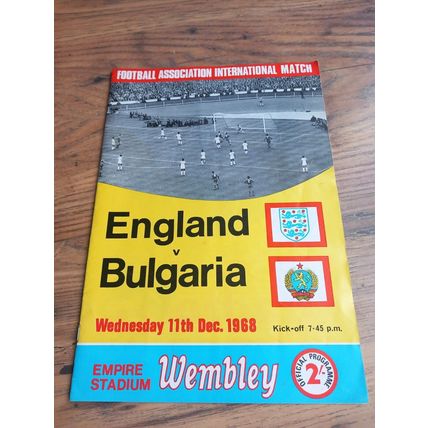 FOOTBALL ASSOCIATION INTERNATIONAL MATCH
England
v
Bulgaria
Wednesday 11th Dec. 1968
Kick-off 7-45 p.m.
EMPIRE
STADIUM
Wembley
OFFICIAL PROGRAMME
2/-